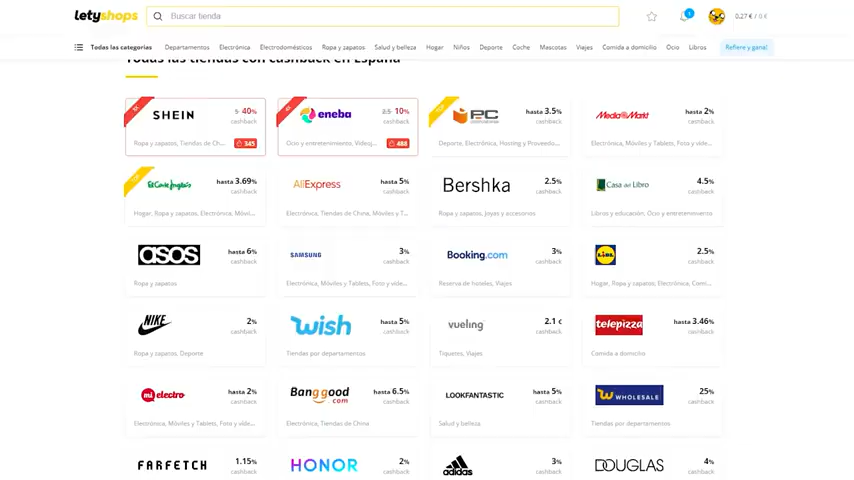 letyshops
Buscar tienda
1
0.27 € / 0 €
Todas las categorías Departamentos Electrónica Electrodomésticos Ropa y zapatos Salud y belleza Hogar Niños Deporte Coche Mascotas Viajes Comida a domicilio Ocio Libros Refiere y gana!
Todas las tiendas con cashback en España
SHEIN 40% cashback
Ropa y zapatos, Tiendas de Ch...
345
eneba 2.5 10% cashback
Ocio y entretenimiento, Videoj...
488
PC hasta 3.5% cashback
Deporte, Electrónica, Hosting y Proveedo...
MediaMarkt hasta 2% cashback
Electrónica, Móviles y Tablets, Foto y víde...
El Corte Inglés hasta 3.69% cashback
Hogar, Ropa y zapatos, Electrónica, Móvil...
AliExpress hasta 5% cashback
Electrónica, Tiendas de China, Móviles y T...
Bershka 2.5% cashback
Ropa y zapatos, Joyas y accesorios
Casa del Libro 4.5% cashback
Libros y educación, Ocio y entretenimiento
asos hasta 6% cashback
Ropa y zapatos
SAMSUNG 3% cashback
Electrónica, Móviles y Tablets, Foto y víde...
Booking.com 3% cashback
Reserva de hoteles, Viajes
LIDL 2.5% cashback
Hogar, Ropa y zapatos, Electrónica, Comi...
NIKE 2% cashback
Ropa y zapatos, Deporte
wish hasta 5% cashback
Tiendas por departamentos
vueling 2.1 € cashback
Tiquetes, Viajes
telepizza hasta 3.46% cashback
Comida a domicilio
mi electro hasta 2% cashback
Electrónica, Móviles y Tablets, Foto y víde...
Banggood.com hasta 6.5% cashback
Electrónica, Tiendas de China
LOOKFANTASTIC hasta 5% cashback
Salud y belleza
WHOLESALE 25% cashback
Tiendas por departamentos
FARFETCH 1.15% cashback
HONOR 2% cashback
adidas 3% cashback
DOUGLAS 4% cashback